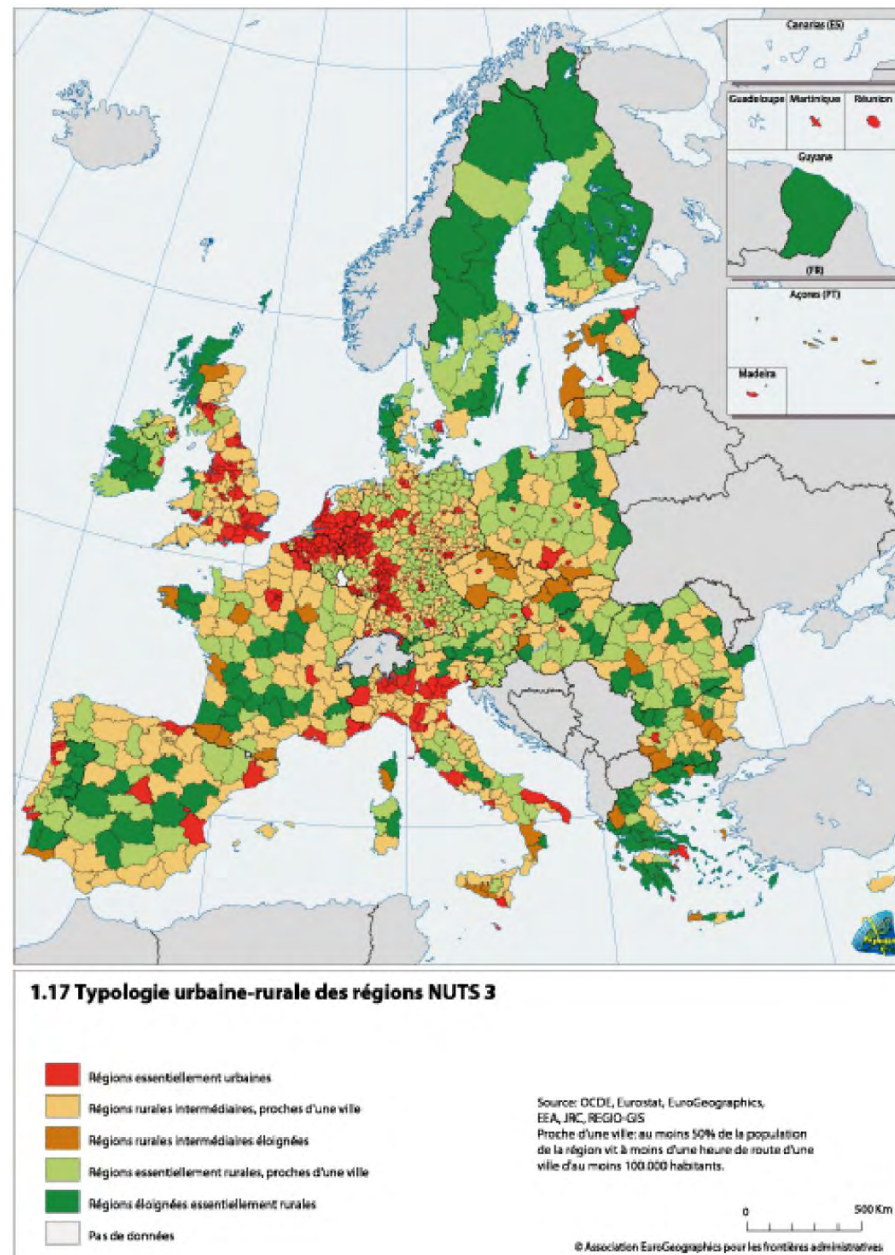 Canarias (ES)
Guadeloupe Martinique Réunion
Guyane
(FR)
Açores (PT)
Madeira
1.17 Typologie urbaine-rurale des régions NUTS 3
Régions essentiellement urbaines
Régions rurales intermédiaires, proches d'une ville
Régions rurales intermédiaires éloignées
Régions essentiellement rurales, proches d'une ville
Régions éloignées essentiellement rurales
Pas de données
Source: OCDE, Eurostat, EuroGeographics,
EEA, JRC, REGIO-GIS
Proche d'une ville: au moins 50% de la population
de la région vit à moins d'une heure de route d'une
ville d'au moins 100.000 habitants.
0 500 Km
© Association EuroGeographics pour les frontières administratives